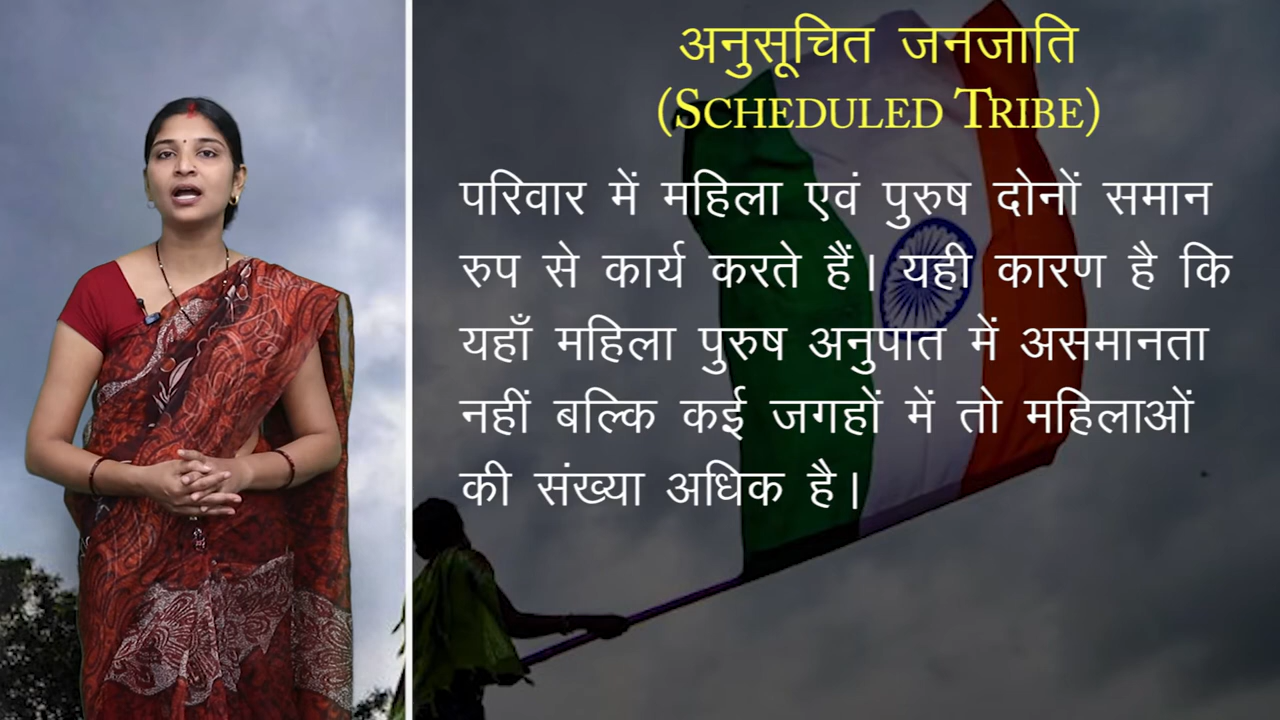 अनुसूचित जनजाति
(SCHEDULED TRIBE)
परिवार में महिला एवं पुरुष दोनों समान
रुप से कार्य करते हैं। यही कारण है कि
यहाँ महिला पुरुष अनुपात में असमानता
नहीं बल्कि कई जगहों में तो महिलाओं
की संख्या अधिक है।